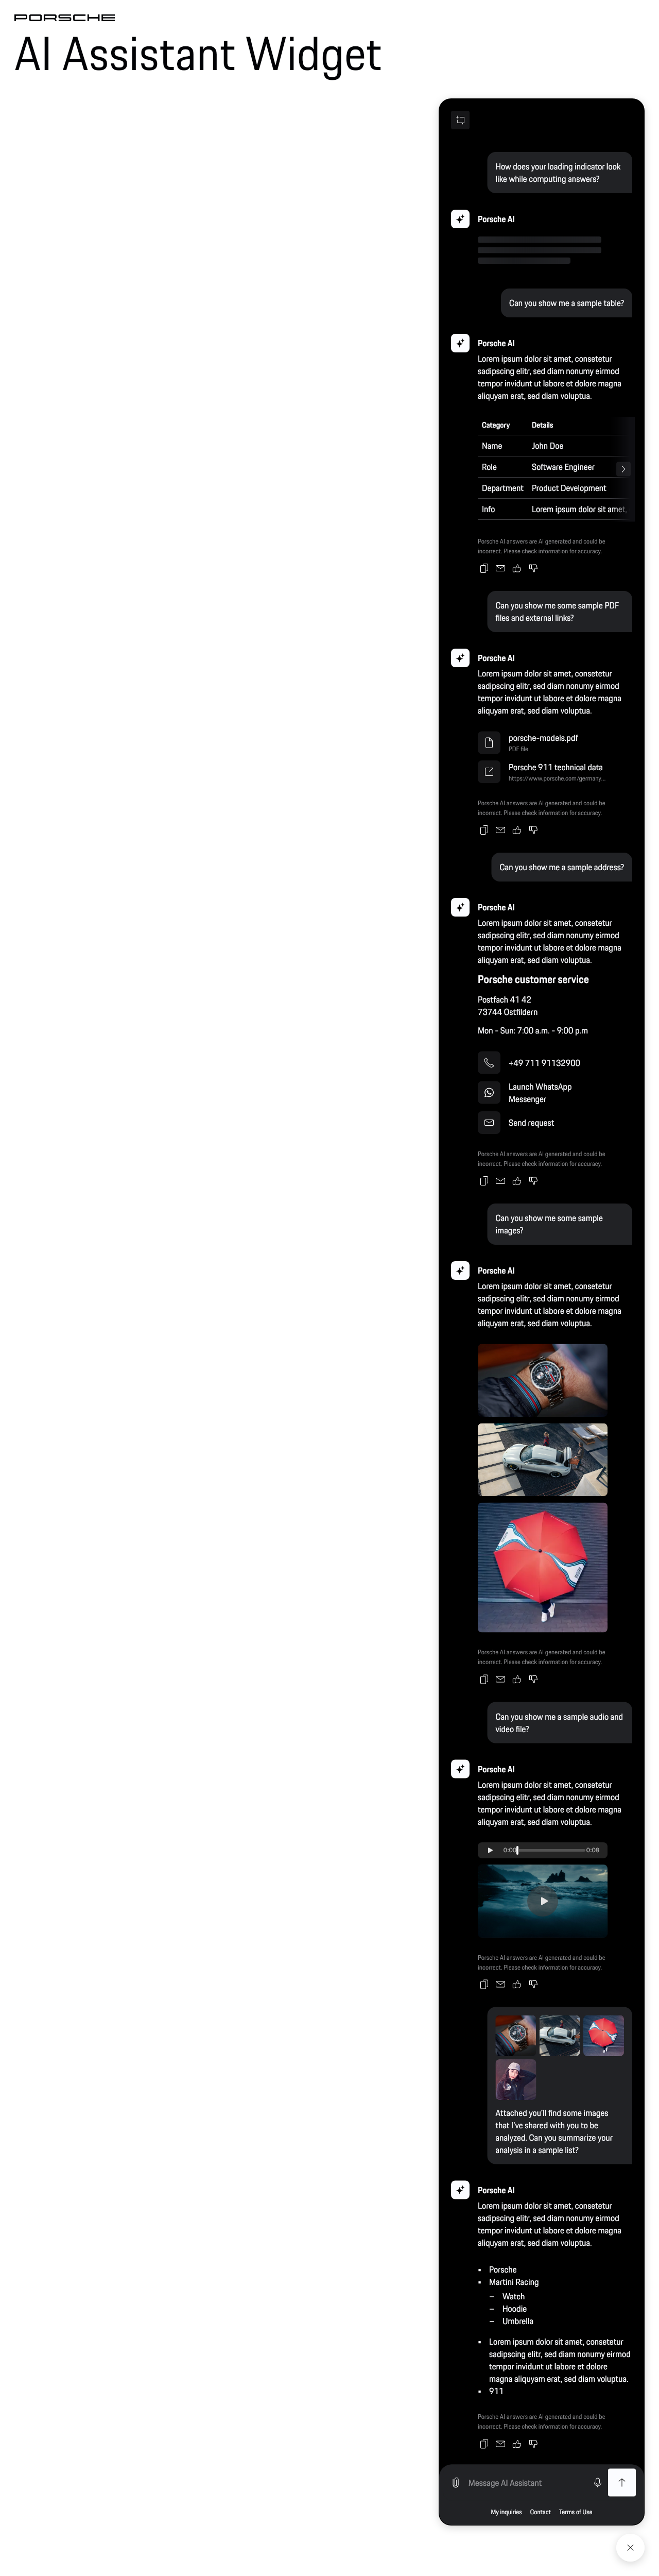 PORSCHE
AI Assistant Widget
How does your loading indicator look
like while computing answers?
Porsche AI
Can you show me a sample table?
Porsche AI
Lorem ipsum dolor sit amet, consetetur
sadipscing elitr, sed diam nonumy eirmod
tempor invidunt ut labore et dolore magna
aliquyam erat, sed diam voluptua.
Category Details
Name John Doe
Role Software Engineer
Department Product Development
Info Lorem ipsum dolor sit amet,
Porsche AI answers are AI generated and could be
incorrect. Please check information for accuracy.
Can you show me some sample PDF
files and external links?
Porsche AI
Lorem ipsum dolor sit amet, consetetur
sadipscing elitr, sed diam nonumy eirmod
tempor invidunt ut labore et dolore magna
aliquyam erat, sed diam voluptua.
porsche-models.pdf
PDF file
Porsche 911 technical data
https://www.porsche.com/germany...
Porsche AI answers are AI generated and could be
incorrect. Please check information for accuracy.
Can you show me a sample address?
Porsche AI
Lorem ipsum dolor sit amet, consetetur
sadipscing elitr, sed diam nonumy eirmod
tempor invidunt ut labore et dolore magna
aliquyam erat, sed diam voluptua.
Porsche customer service
Postfach 41 42
73744 Ostfildern
Mon - Sun: 7:00 a.m. - 9:00 p.m
+49 711 91132900
Launch WhatsApp
Messenger
Send request
Porsche AI answers are AI generated and could be
incorrect. Please check information for accuracy.
Can you show me some sample
images?
Porsche AI
Lorem ipsum dolor sit amet, consetetur
sadipscing elitr, sed diam nonumy eirmod
tempor invidunt ut labore et dolore magna
aliquyam erat, sed diam voluptua.
Porsche AI answers are AI generated and could be
incorrect. Please check information for accuracy.
Can you show me a sample audio and
video file?
Porsche AI
Lorem ipsum dolor sit amet, consetetur
sadipscing elitr, sed diam nonumy eirmod
tempor invidunt ut labore et dolore magna
aliquyam erat, sed diam voluptua.
0:00 0:08
Porsche AI answers are AI generated and could be
incorrect. Please check information for accuracy.
Attached you'll find some images
that I've shared with you to be
analyzed. Can you summarize your
analysis in a sample list?
Porsche AI
Lorem ipsum dolor sit amet, consetetur
sadipscing elitr, sed diam nonumy eirmod
tempor invidunt ut labore et dolore magna
aliquyam erat, sed diam voluptua.
• Porsche
• Martini Racing
– Watch
– Hoodie
– Umbrella
• Lorem ipsum dolor sit amet, consetetur
sadipscing elitr, sed diam nonumy eirmod
tempor invidunt ut labore et dolore
magna aliquyam erat, sed diam voluptua.
• 911
Porsche AI answers are AI generated and could be
incorrect. Please check information for accuracy.
Message AI Assistant
My inquiries Contact Terms of Use